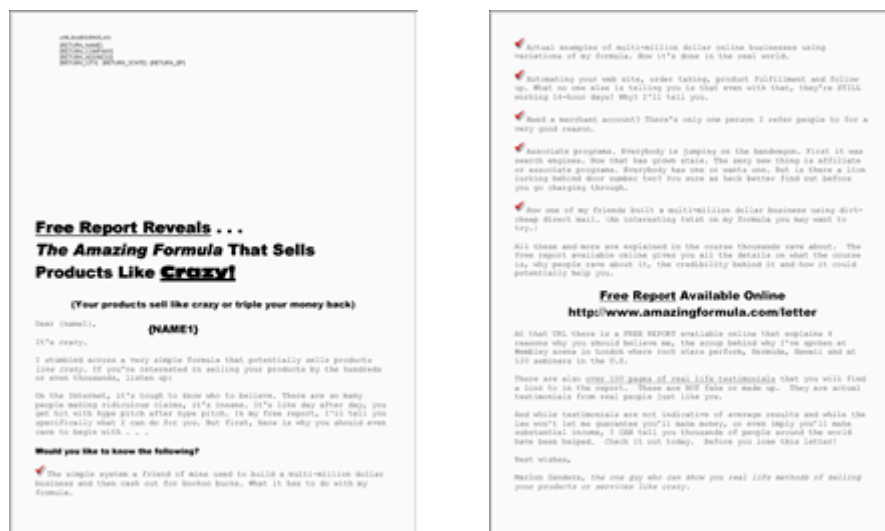 {RETURN_NAME}
{RETURN_COMPANY}
{RETURN_ADDRESS}
{RETURN_CITY}, {RETURN_STATE} {RETURN_ZIP}
Free Report Reveals . . .
The Amazing Formula That Sells
Products Like Crazy!
(Your products sell like crazy or triple your money back)
Dear {name1},
{NAME1}
It's crazy.
I stumbled across a very simple formula that potentially sells products
like crazy. If you're interested in selling your products by the hundreds
or even thousands, listen up:
On the Internet, it's tough to know who to believe. There are so many
people making ridiculous claims, it's insane. It's like day after day, you
get hit with hype pitch after hype pitch. In my free report, I'll tell you
specifically what I can do for you. But first, here is why you should even
care to begin with . . .
Would you like to know the following?
The simple system a friend of mine used to build a multi-million dollar
business and then cash out for bookoo bucks. What it has to do with my
formula.
Actual examples of multi-million dollar online businesses using
variations of my formula. How it's done in the real world.
Automating your web site, order taking, product fulfillment and follow
up. What no one else is telling you is that even with that, they're STILL
working 14-hour days! Why? I'll tell you.
Need a merchant account? There's only one person I refer people to for a
very good reason.
Associate programs. Everybody is jumping on the bandwagon. First it was
search engines. Now that has grown stale. The sexy new thing is affiliate
or associate programs. Everybody has one or wants one. But is there a lion
lurking behind door number two? You sure as heck better find out before
you go charging through.
How one of my friends built a multi-million dollar business using dirt-
cheap direct mail. (An interesting twist on my formula you may want to
try.)
All these and more are explained in the course thousands rave about. The
free report available online gives you all the details on what the course
is, why people rave about it, the credibility behind it and how it could
potentially help you.
Free Report Available Online
http://www.amazingformula.com/letter
At that URL there is a FREE REPORT available online that explains 6
reasons why you should believe me, the scoop behind why I've spoken at
Wembley arena in London where rock stars perform, Bermuda, Hawaii and at
120 seminars in the U.S.
There are also over 100 pages of real life testimonials that you will find
a link to in the report. These are NOT fake or made up. They are actual
testimonials from real people just like you.
And while testimonials are not indicative of average results and while the
law won't let me guarantee you'll make money, or even imply you'll make
substantial income, I CAN tell you thousands of people around the world
have been helped. Check it out today. Before you lose this letter!
Best wishes,
Marlon Sanders, the one guy who can show you real life methods of selling
your products or services like crazy.